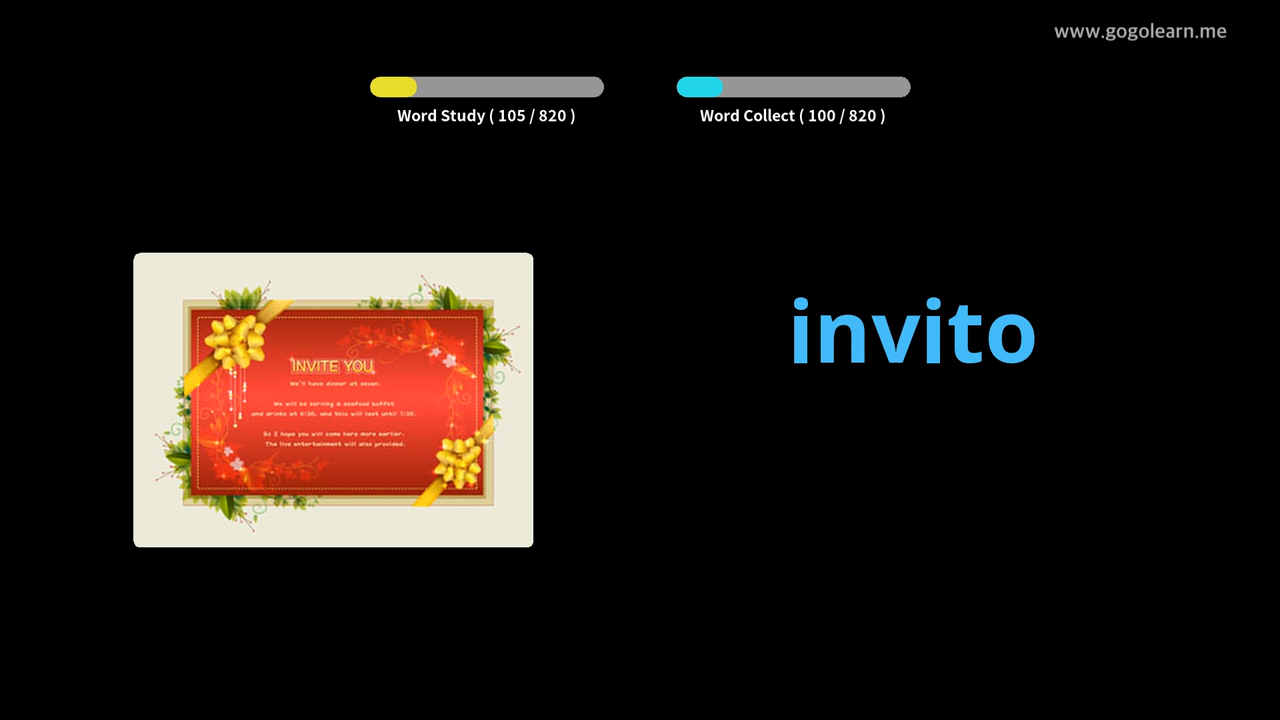 www.gogolearn.me
Word Study ( 105 / 820 )
Word Collect ( 100 / 820 )
invito
INVITE YOU
We'll have dinner at seven.
We will be serving a seafood buffet
and drinks at 6:30, and this will last until 7:30.
So I hope you will come here more earlier.
The live entertainment will also provided.